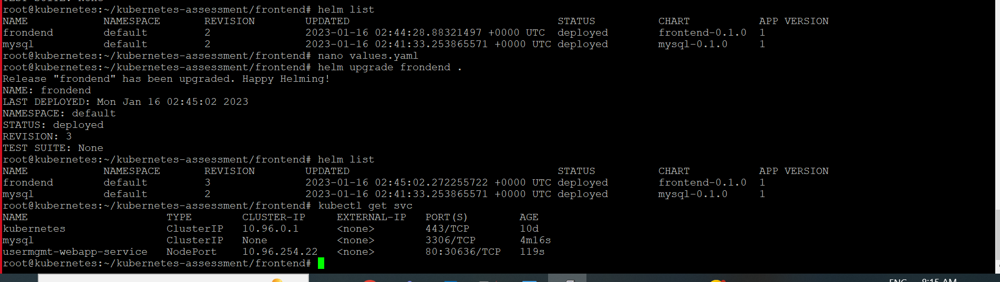 TEST SUITE: None
root@kubernetes:~/kubernetes-assessment/frontend# helm list
NAME NAMESPACE REVISION UPDATED STATUS CHART APP VERSION
frondend default 2 2023-01-16 02:44:28.88321497 +0000 UTC deployed frontend-0.1.0 1
mysql default 2 2023-01-16 02:41:33.253865571 +0000 UTC deployed mysql-0.1.0 1
root@kubernetes:~/kubernetes-assessment/frontend# nano values.yaml
root@kubernetes:~/kubernetes-assessment/frontend# helm upgrade frondend .
Release "frondend" has been upgraded. Happy Helming!
NAME: frondend
LAST DEPLOYED: Mon Jan 16 02:45:02 2023
NAMESPACE: default
STATUS: deployed
REVISION: 3
TEST SUITE: None
root@kubernetes:~/kubernetes-assessment/frontend# helm list
NAME NAMESPACE REVISION UPDATED STATUS CHART APP VERSION
frondend default 3 2023-01-16 02:45:02.272255722 +0000 UTC deployed frontend-0.1.0 1
mysql default 2 2023-01-16 02:41:33.253865571 +0000 UTC deployed mysql-0.1.0 1
root@kubernetes:~/kubernetes-assessment/frontend# kubectl get svc
NAME TYPE CLUSTER-IP EXTERNAL-IP PORT(S) AGE
kubernetes ClusterIP 10.96.0.1 <none> 443/TCP 10d
mysql ClusterIP None <none> 3306/TCP 4m16s
usermgmt-webapp-service NodePort 10.96.254.22 <none> 80:30636/TCP 119s
root@kubernetes:~/kubernetes-assessment/frontend#
ENG 8:15 AM